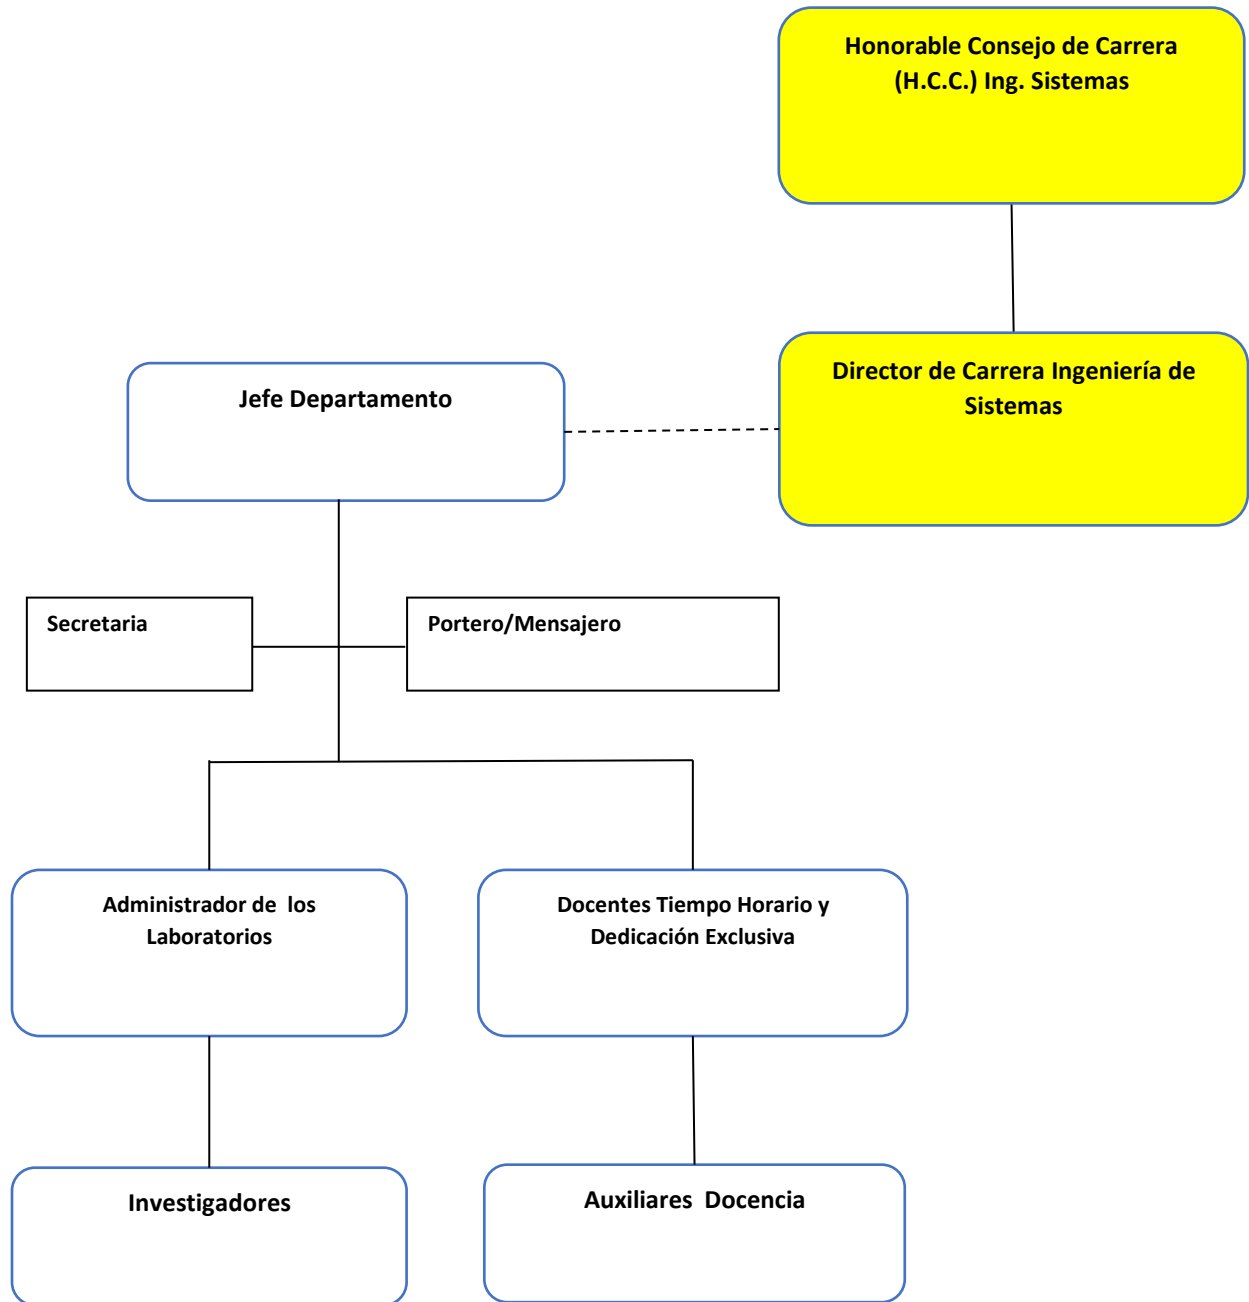 Honorable Consejo de Carrera
(H.C.C.) Ing. Sistemas
Director de Carrera Ingeniería de
Sistemas
Jefe Departamento
Secretaria
Portero/Mensajero
Administrador de  los
Laboratorios
Docentes Tiempo Horario y
Dedicación Exclusiva
Investigadores
Auxiliares  Docencia